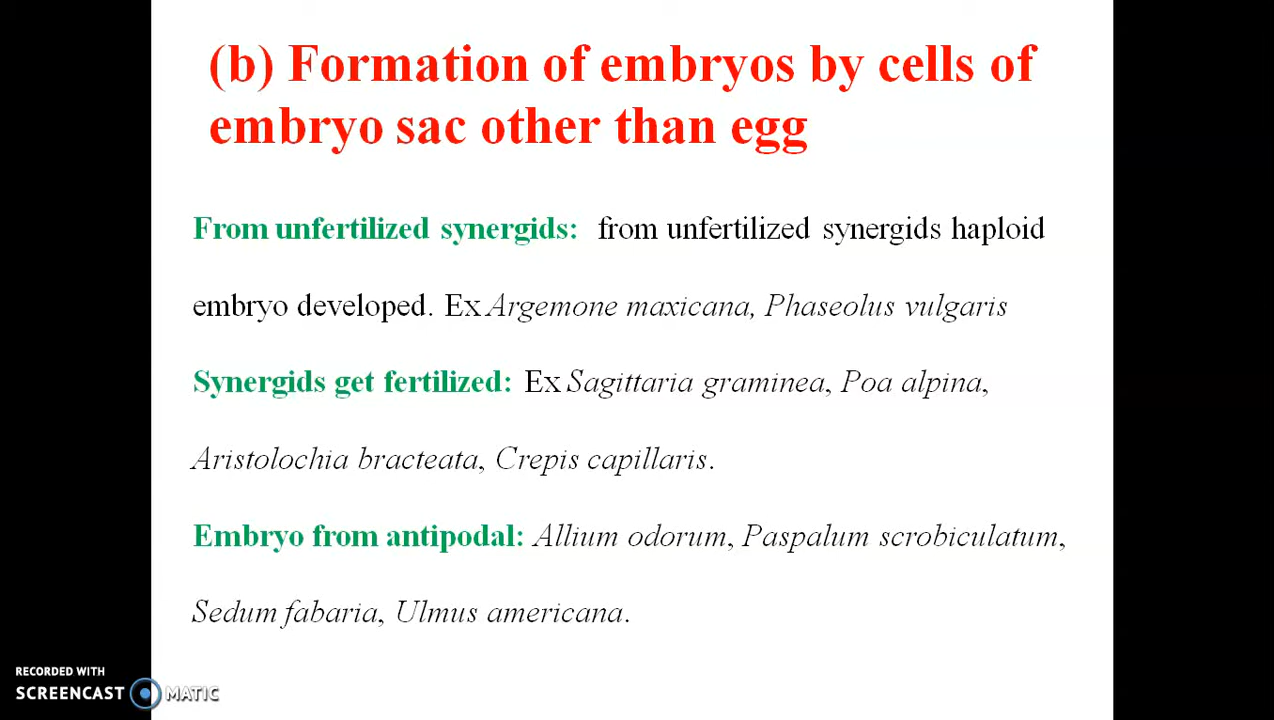 (b) Formation of embryos by cells of
embryo sac other than egg
From unfertilized synergids: from unfertilized synergids haploid
embryo developed. Ex Argemone maxicana, Phaseolus vulgaris
Synergids get fertilized: Ex Sagittaria graminea, Poa alpina,
Aristolochia bracteata, Crepis capillaris.
Embryo from antipodal: Allium odorum, Paspalum scrobiculatum,
Sedum fabaria, Ulmus americana.
RECORDED WITH
SCREENCAST MATIC